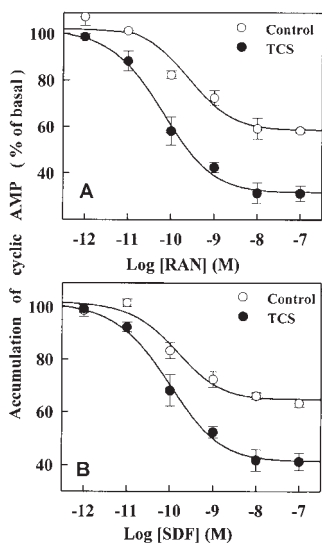 Accumulation of cyclic AMP ( % of basal )
100
80
60
40
Control
TCS
A
-12 -11 -10 -9 -8 -7
Log [RAN] (M)
100
80
60
40
Control
TCS
B
-12 -11 -10 -9 -8 -7
Log [SDF] (M)